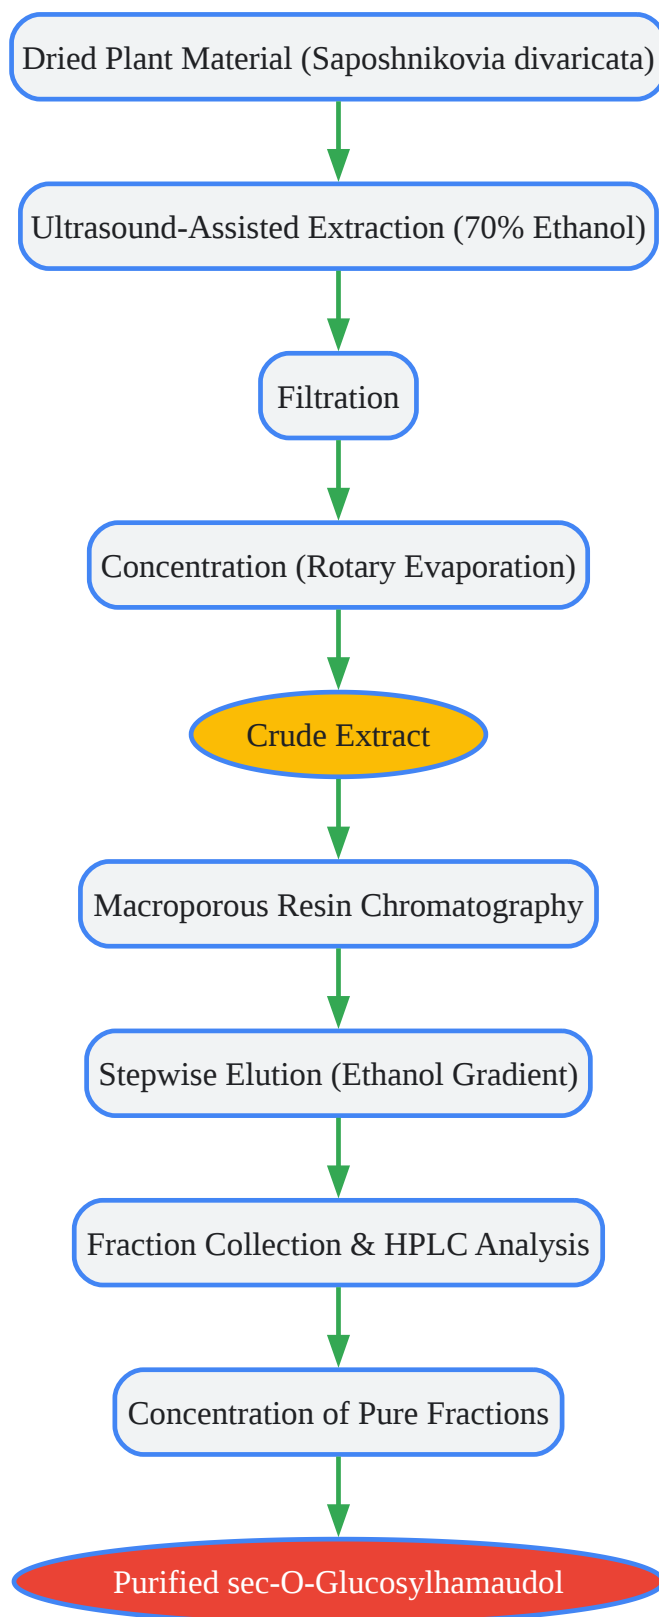 Dried Plant Material (Saposhnikovia divaricata)
Ultrasound-Assisted Extraction (70% Ethanol)
Filtration
Concentration (Rotary Evaporation)
Crude Extract
Macroporous Resin Chromatography
Stepwise Elution (Ethanol Gradient)
Fraction Collection & HPLC Analysis
Concentration of Pure Fractions
Purified sec-O-Glucosylhamaudol